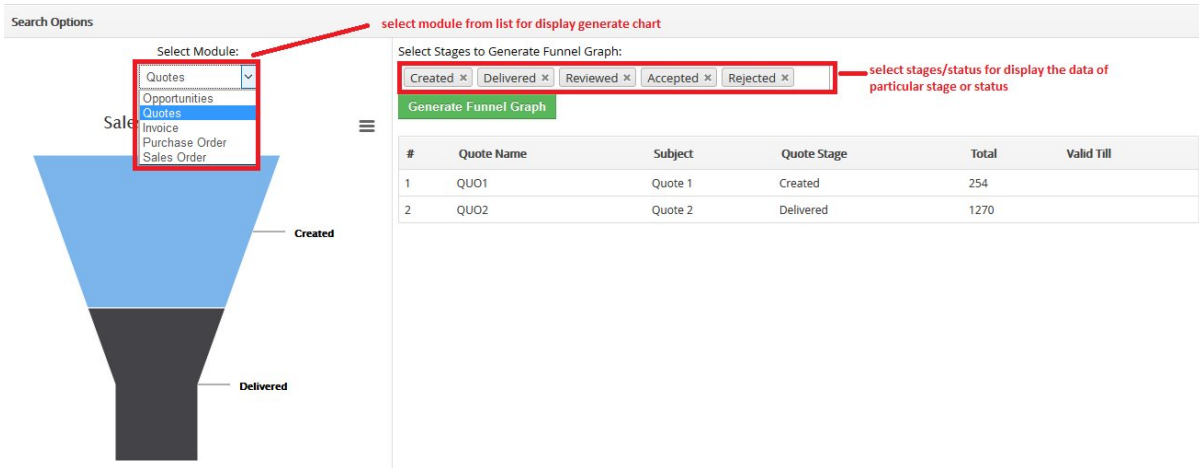 Search Options
select module from list for display generate chart
Select Module:
Quotes
Opportunities
Quotes
Invoice
Purchase Order
Sales Order
Select Stages to Generate Funnel Graph:
Created × Delivered × Reviewed × Accepted × Rejected ×
select stages/status for display the data of
particular stage or status
Generate Funnel Graph
# Quote Name Subject Quote Stage Total Valid Till
1 QUO1 Quote 1 Created 254
2 QUO2 Quote 2 Delivered 1270
Created
Delivered